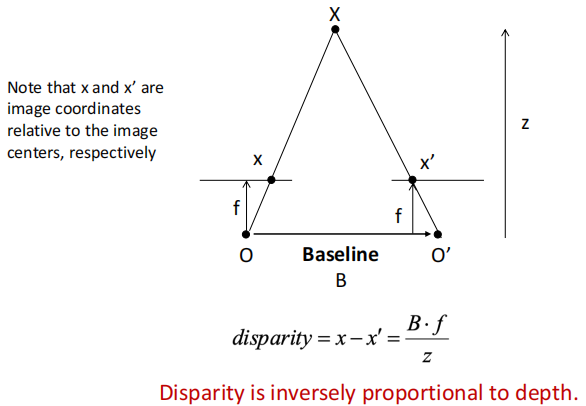 X
Note that x and x’ are
image coordinates
relative to the image
centers, respectively
z
x
x’
f
f
O
Baseline
O’
B
disparity = x − x′ = B · f / z
Disparity is inversely proportional to depth.